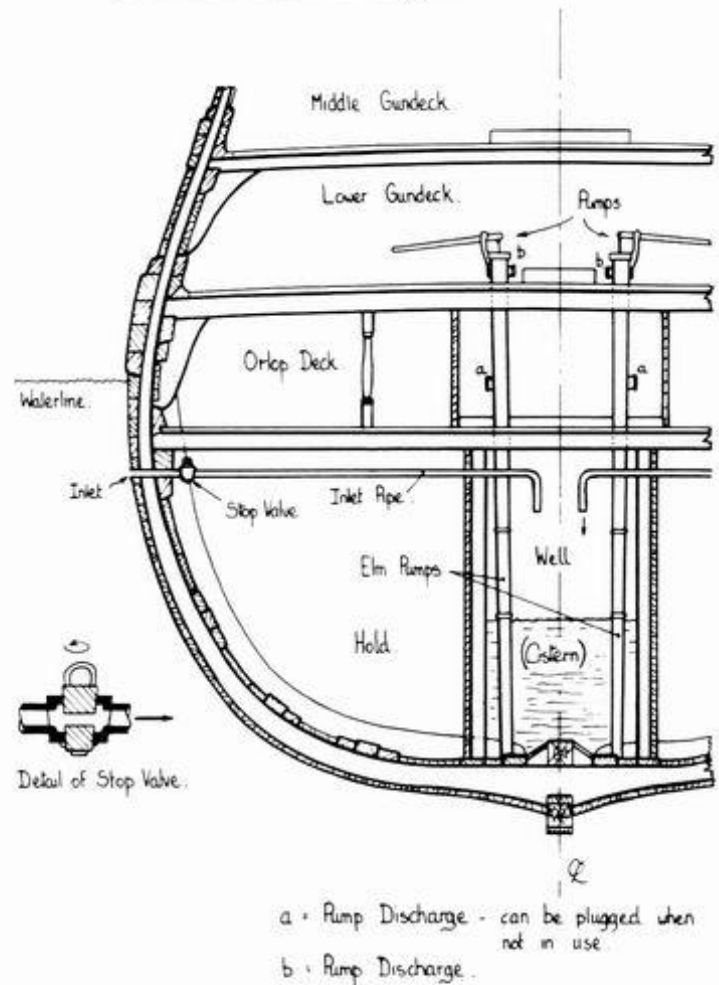 Middle Gundeck.
Lower Gundeck.
Pumps
b
b
Orlop Deck
a
a
Waterline.
Inlet
Stop Valve
Inlet Pipe.
Well
Elm Pumps
Hold
(Cistern)
Detail of Stop Valve.
℄
a = Pump Discharge - can be plugged when
not in use
b = Pump Discharge.